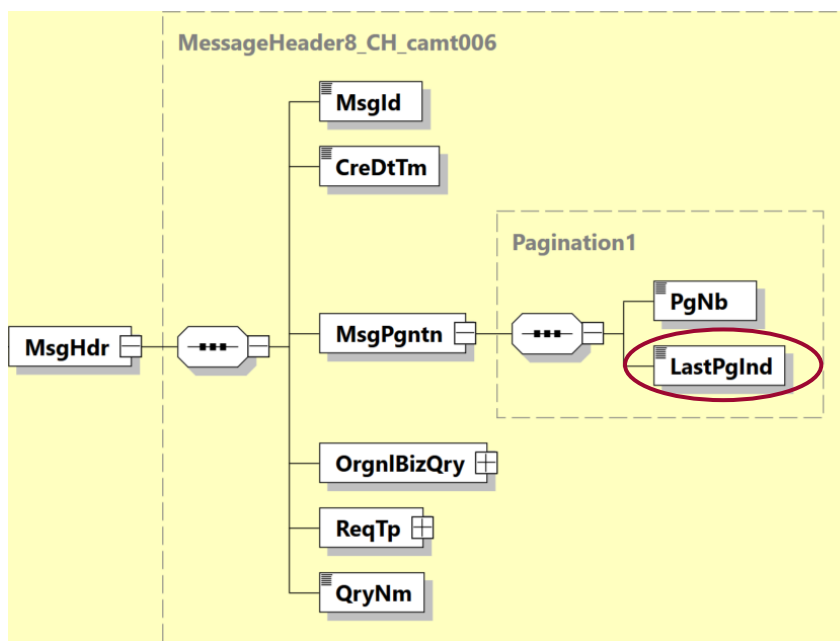 MessageHeader8_CH_camt006
MsgId
CreDtTm
Pagination1
PgNb
MsgHdr
MsgPgntn
LastPgInd
OrgnlBizQry
ReqTp
QryNm